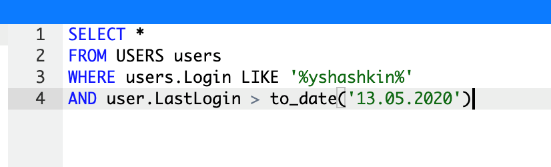 1 SELECT *
2 FROM USERS users
3 WHERE users.Login LIKE '%yshashkin%'
4 AND user.LastLogin > to_date('13.05.2020')